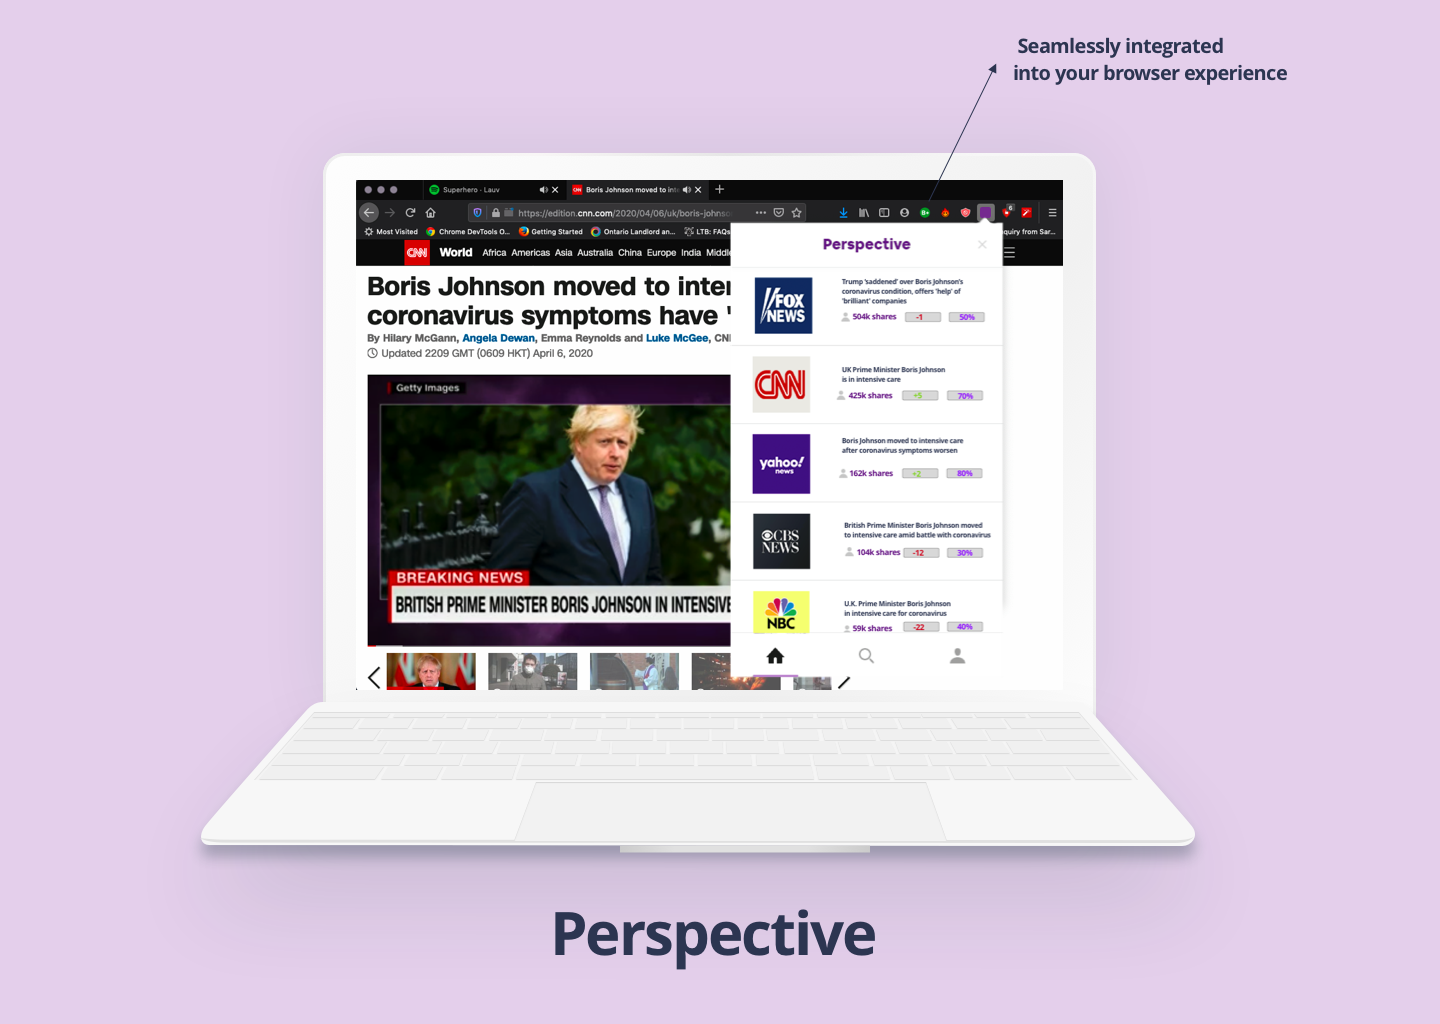 Seamlessly integrated
into your browser experience
Superhero - Lauv
CNN Boris Johnson moved to inte
https://edition.cnn.com/2020/04/06/uk/boris-johnso
B+
6
Most Visited
Chrome DevTools O...
Getting Started
Ontario Landlord an...
LTB: FAQs
nquiry from Sar...
CNN World Africa Americas Asia Australia China Europe India Middl
Boris Johnson moved to inte
coronavirus symptoms have '
By Hilary McGann, Angela Dewan, Emma Reynolds and Luke McGee, CN
Updated 2209 GMT (0609 HKT) April 6, 2020
Getty Images
BREAKING NEWS
BRITISH PRIME MINISTER BORIS JOHNSON IN INTENSIVE
Perspective
FOX
NEWS
Trump 'saddened' over Boris Johnson's
coronavirus condition, offers 'help' of
'brilliant' companies
504k shares -1 50%
CNN
UK Prime Minister Boris Johnson
is in intensive care
425k shares +5 70%
yahoo!
news
Boris Johnson moved to intensive care
after coronavirus symptoms worsen
162k shares +2 80%
CBS
NEWS
British Prime Minister Boris Johnson moved
to intensive care amid battle with coronavirus
104k shares -12 30%
NBC
U.K. Prime Minister Boris Johnson
in intensive care for coronavirus
59k shares -22 40%
Perspective